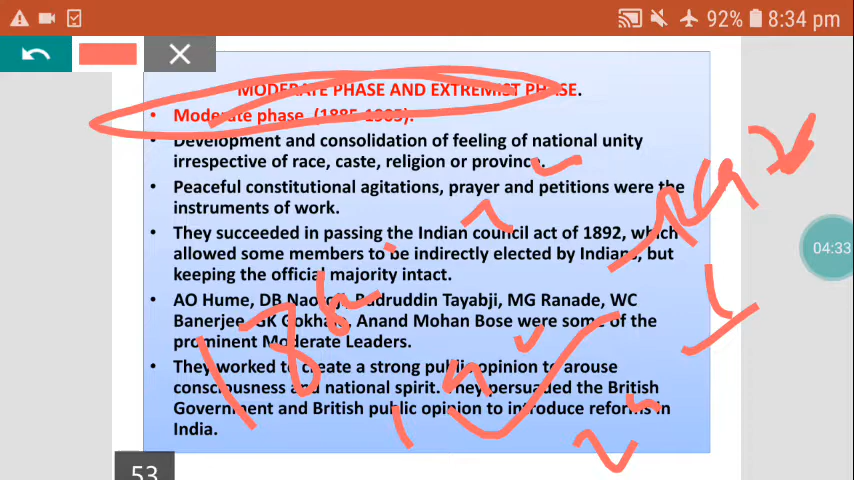 92% 8:34 pm
MODERATE PHASE AND EXTREMIST PHASE.
• Moderate phase (1885-1905).
• Development and consolidation of feeling of national unity
irrespective of race, caste, religion or province.
• Peaceful constitutional agitations, prayer and petitions were the
instruments of work.
• They succeeded in passing the Indian council act of 1892, which
allowed some members to be indirectly elected by Indians, but
keeping the official majority intact.
04:33
• AO Hume, DB Naoroji, Badruddin Tayabji, MG Ranade, WC
Banerjee, GK Gokhale, Anand Mohan Bose were some of the
prominent Moderate Leaders.
• They worked to create a strong public opinion to arouse
consciousness and national spirit. They persuaded the British
Government and British public opinion to introduce reforms in
India.
53